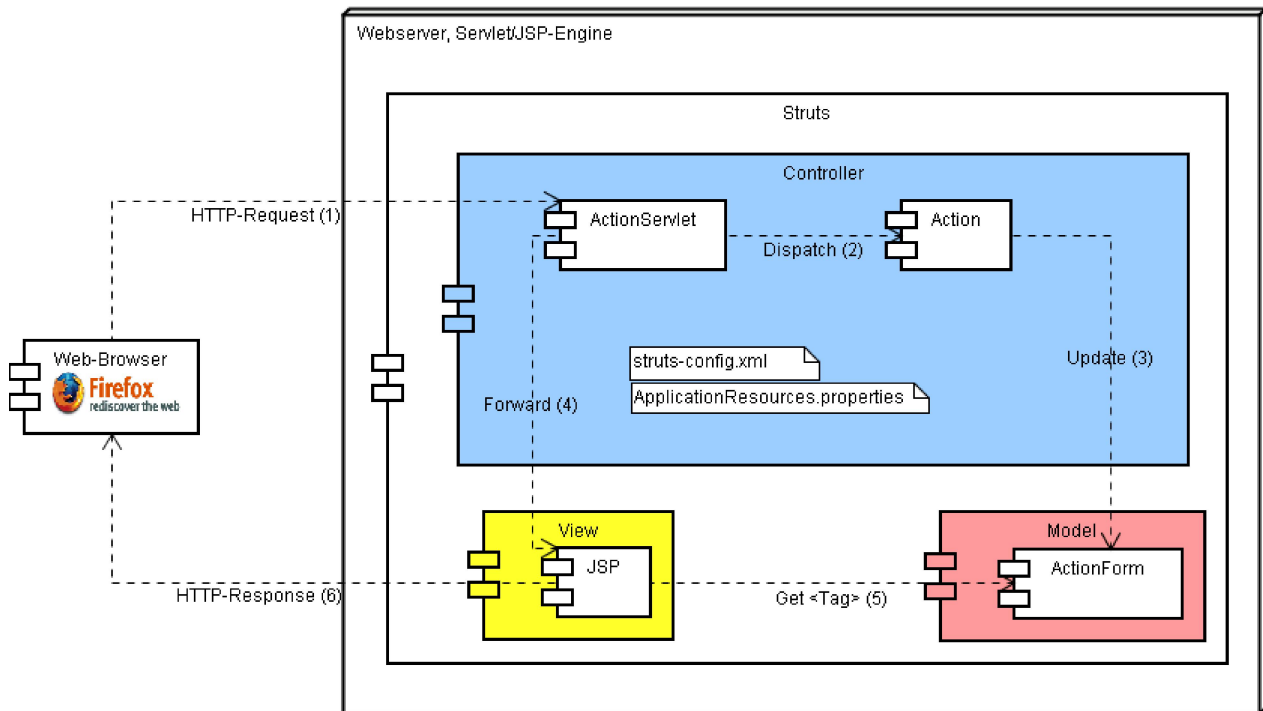 Webserver, Servlet/JSP-Engine
Struts
Controller
HTTP-Request (1)
ActionServlet
Action
Dispatch (2)
Web-Browser
Firefox
rediscover the web
struts-config.xml
Update (3)
ApplicationResources.properties
Forward (4)
View
Model
JSP
ActionForm
HTTP-Response (6)
Get <Tag> (5)